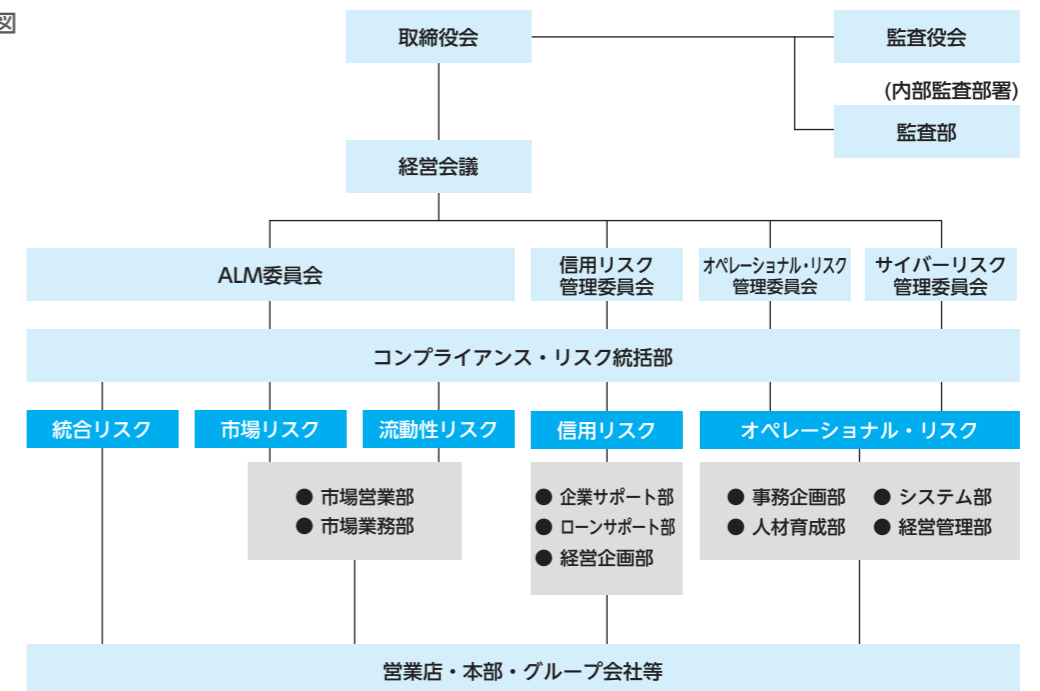 図
取締役会
監査役会
(内部監査部署)
監査部
経営会議
ALM委員会
信用リスク
管理委員会
オペレーショナル・リスク
管理委員会
サイバーリスク
管理委員会
コンプライアンス・リスク統括部
統合リスク
市場リスク
流動性リスク
信用リスク
オペレーショナル・リスク
● 市場営業部
● 市場業務部
● 企業サポート部
● ローンサポート部
● 経営企画部
● 事務企画部
● システム部
● 人材育成部
● 経営管理部
営業店・本部・グループ会社等